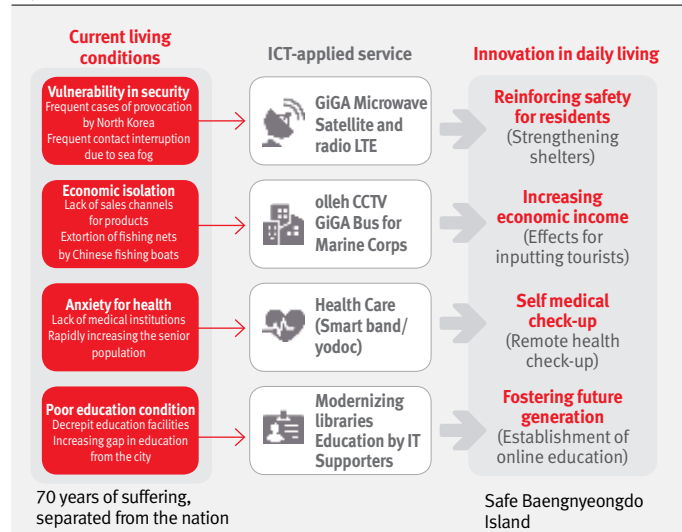 Current living
conditions
ICT-applied service
Innovation in daily living
Vulnerability in security
Frequent cases of provocation
by North Korea
Frequent contact interruption
due to sea fog
GiGA Microwave
Satellite and
radio LTE
Reinforcing safety
for residents
(Strengthening
shelters)
Economic isolation
Lack of sales channels
for products
Extortion of fishing nets
by Chinese fishing boats
olleh CCTV
GiGA Bus for
Marine Corps
Increasing
economic income
(Effects for
inputting tourists)
Anxiety for health
Lack of medical institutions
Rapidly increasing the senior
population
Health Care
(Smart band/
yodoc)
Self medical
check-up
(Remote health
check-up)
Poor education condition
Decrepit education facilities
Increasing gap in education
from the city
Modernizing
libraries
Education by IT
Supporters
Fostering future
generation
(Establishment of
online education)
70 years of suffering,
separated from the nation
Safe Baengnyeongdo
Island